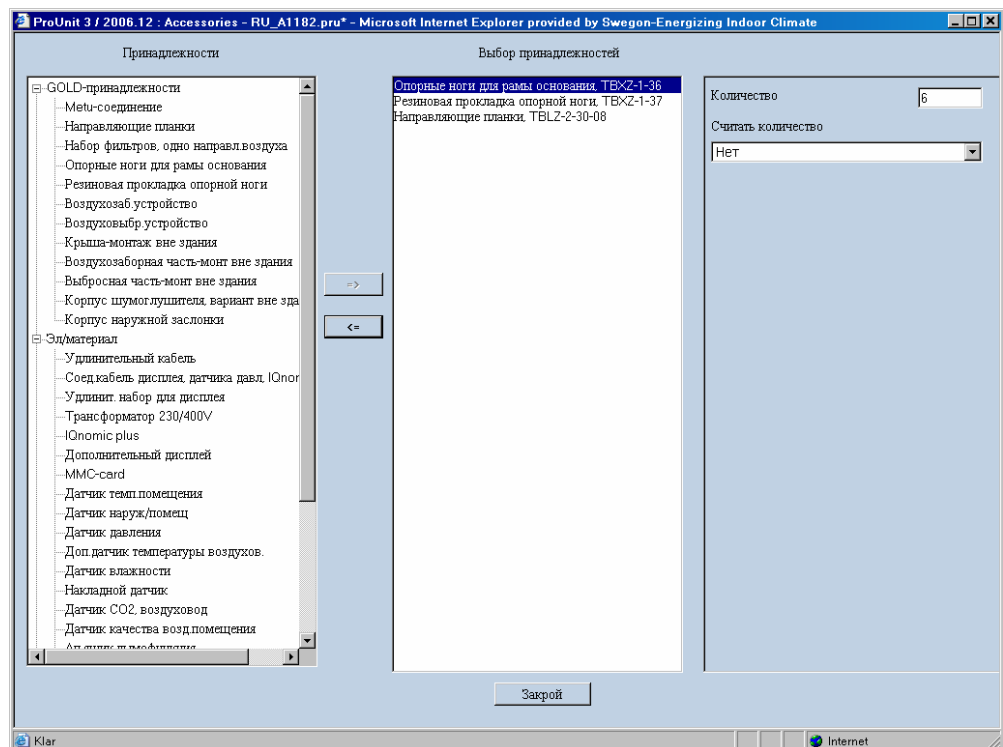 ProUnit 3 / 2006.12 : Accessories - RU_A1182.pru* - Microsoft Internet Explorer provided by Swegon-Energizing Indoor Climate
Принадлежности
Выбор принадлежностей
GOLD-принадлежности
Metu-соединение
Направляющие планки
Набор фильтров, одно направл.воздуха
Опорные ноги для рамы основания
Резиновая прокладка опорной ноги
Воздухозаб.устройство
Воздуховыбр.устройство
Крыша-монтаж вне здания
Воздухозаборная часть-монт вне здания
Выбросная часть-монт вне здания
Корпус шумоглушителя, вариант вне зда
Корпус наружной заслонки
Эл/материал
Удлинительный кабель
Соед.кабель дисплея, датчика давл, IQnor
Удлинит. набор для дисплея
Трансформатор 230/400V
IQnomic plus
Дополнительный дисплей
MMC-card
Датчик темп.помещения
Датчик наруж/помещ
Датчик давления
Доп.датчик температуры воздухов.
Датчик влажности
Накладной датчик
Датчик CO2, воздуховод
Датчик качества возд.помещения
=>
<=
Опорные ноги для рамы основания, TBXZ-1-36
Резиновая прокладка опорной ноги, TBXZ-1-37
Направляющие планки, TBLZ-2-30-08
Количество
6
Считать количество
Нет
Закрой
Klar
Internet